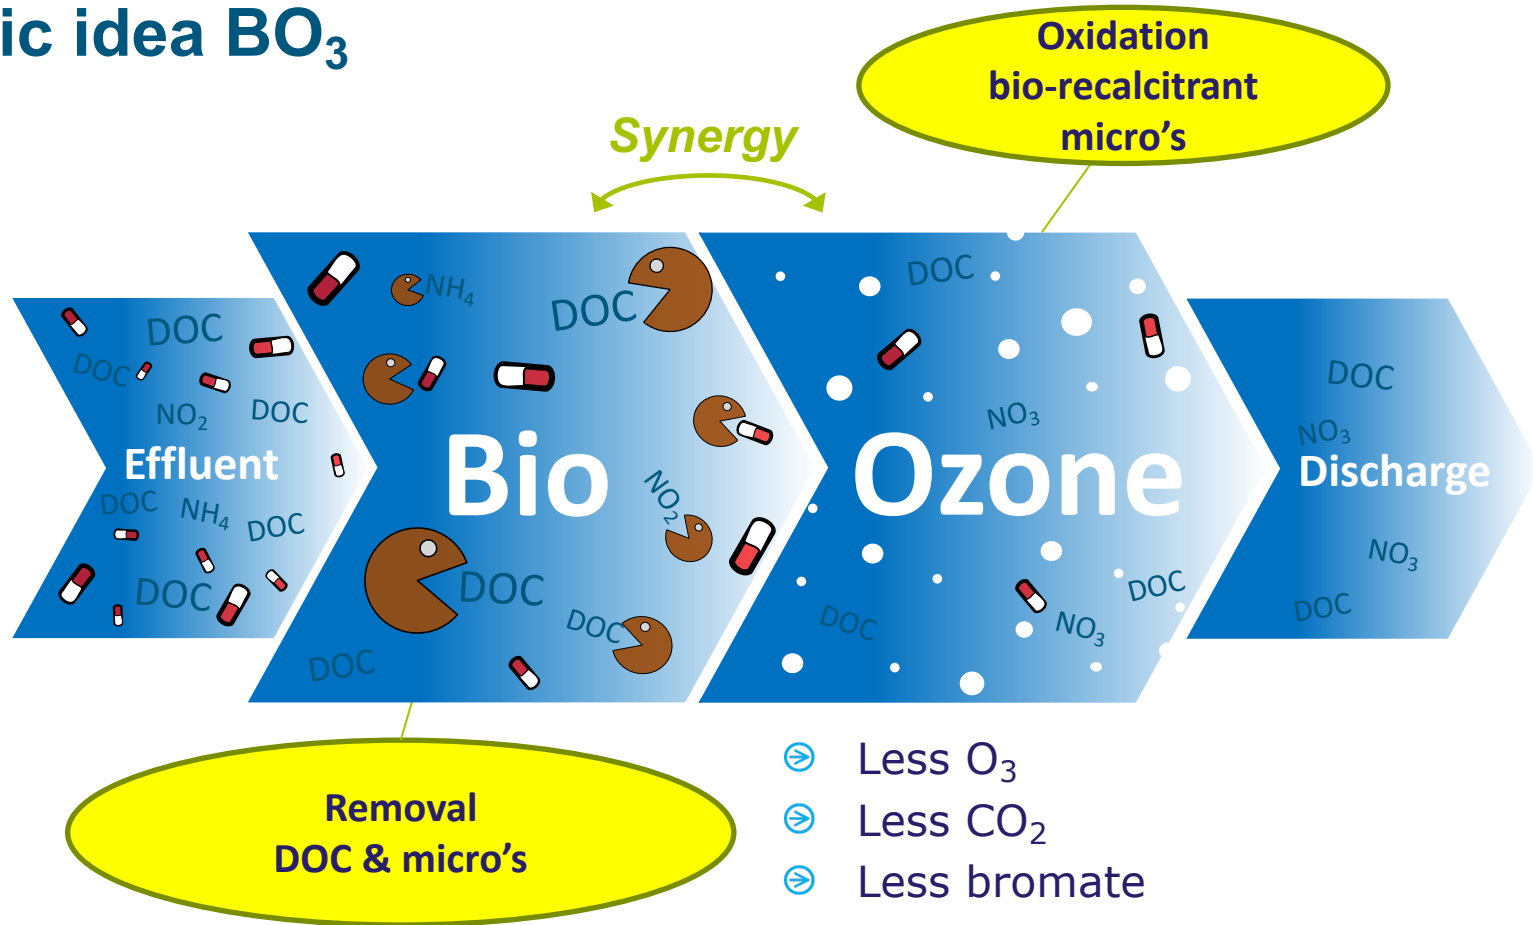 ic idea BO₃
Oxidation
bio-recalcitrant
micro's
Synergy
DOC
DOC
NO₂
DOC
Effluent
DOC
NH₄
DOC
DOC
NH₄
DOC
Bio
NO₂
DOC
DOC
DOC
DOC
NO₃
Ozone
DOC
DOC
NO₃
DOC
NO₃
Discharge
NO₃
DOC
Removal
DOC & micro's
Less O₃
Less CO₂
Less bromate